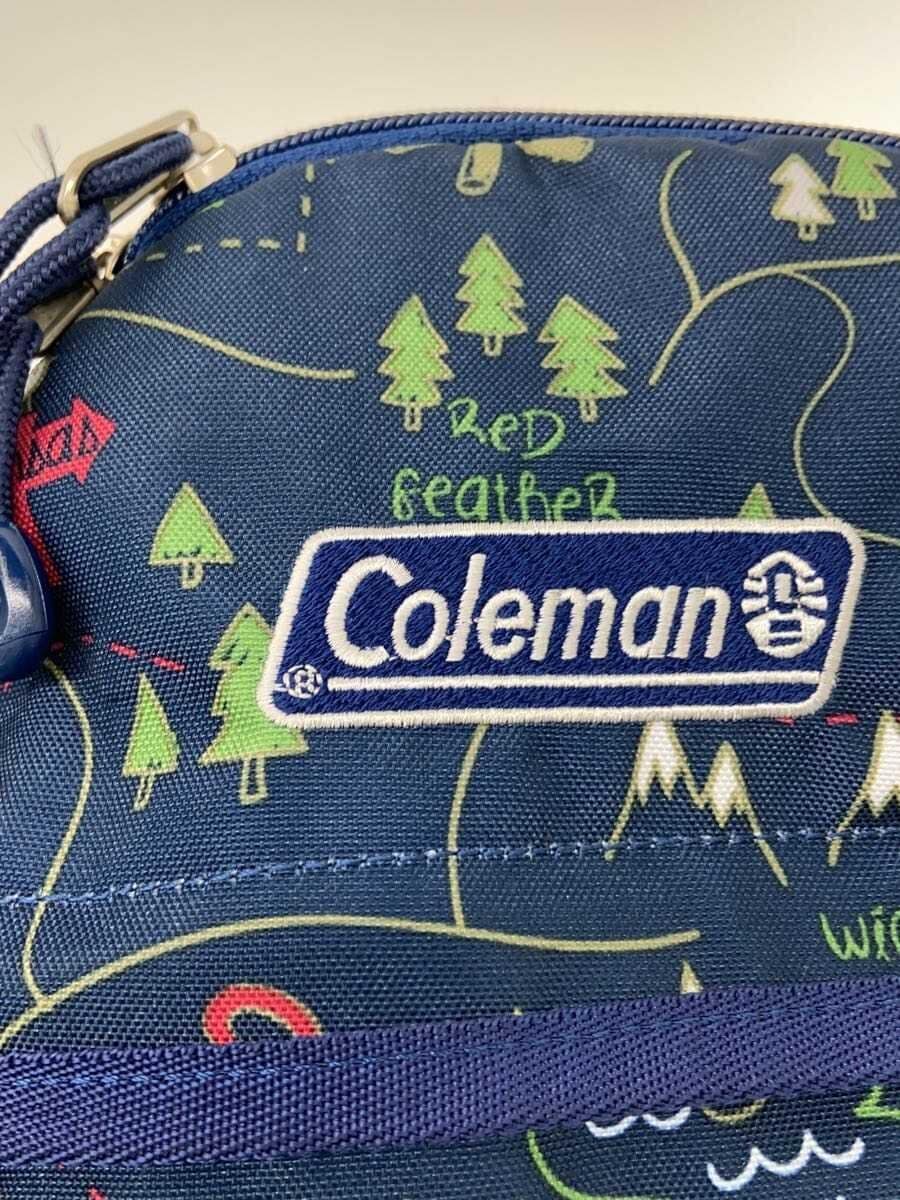 ReD
feaTheR
Coleman
®